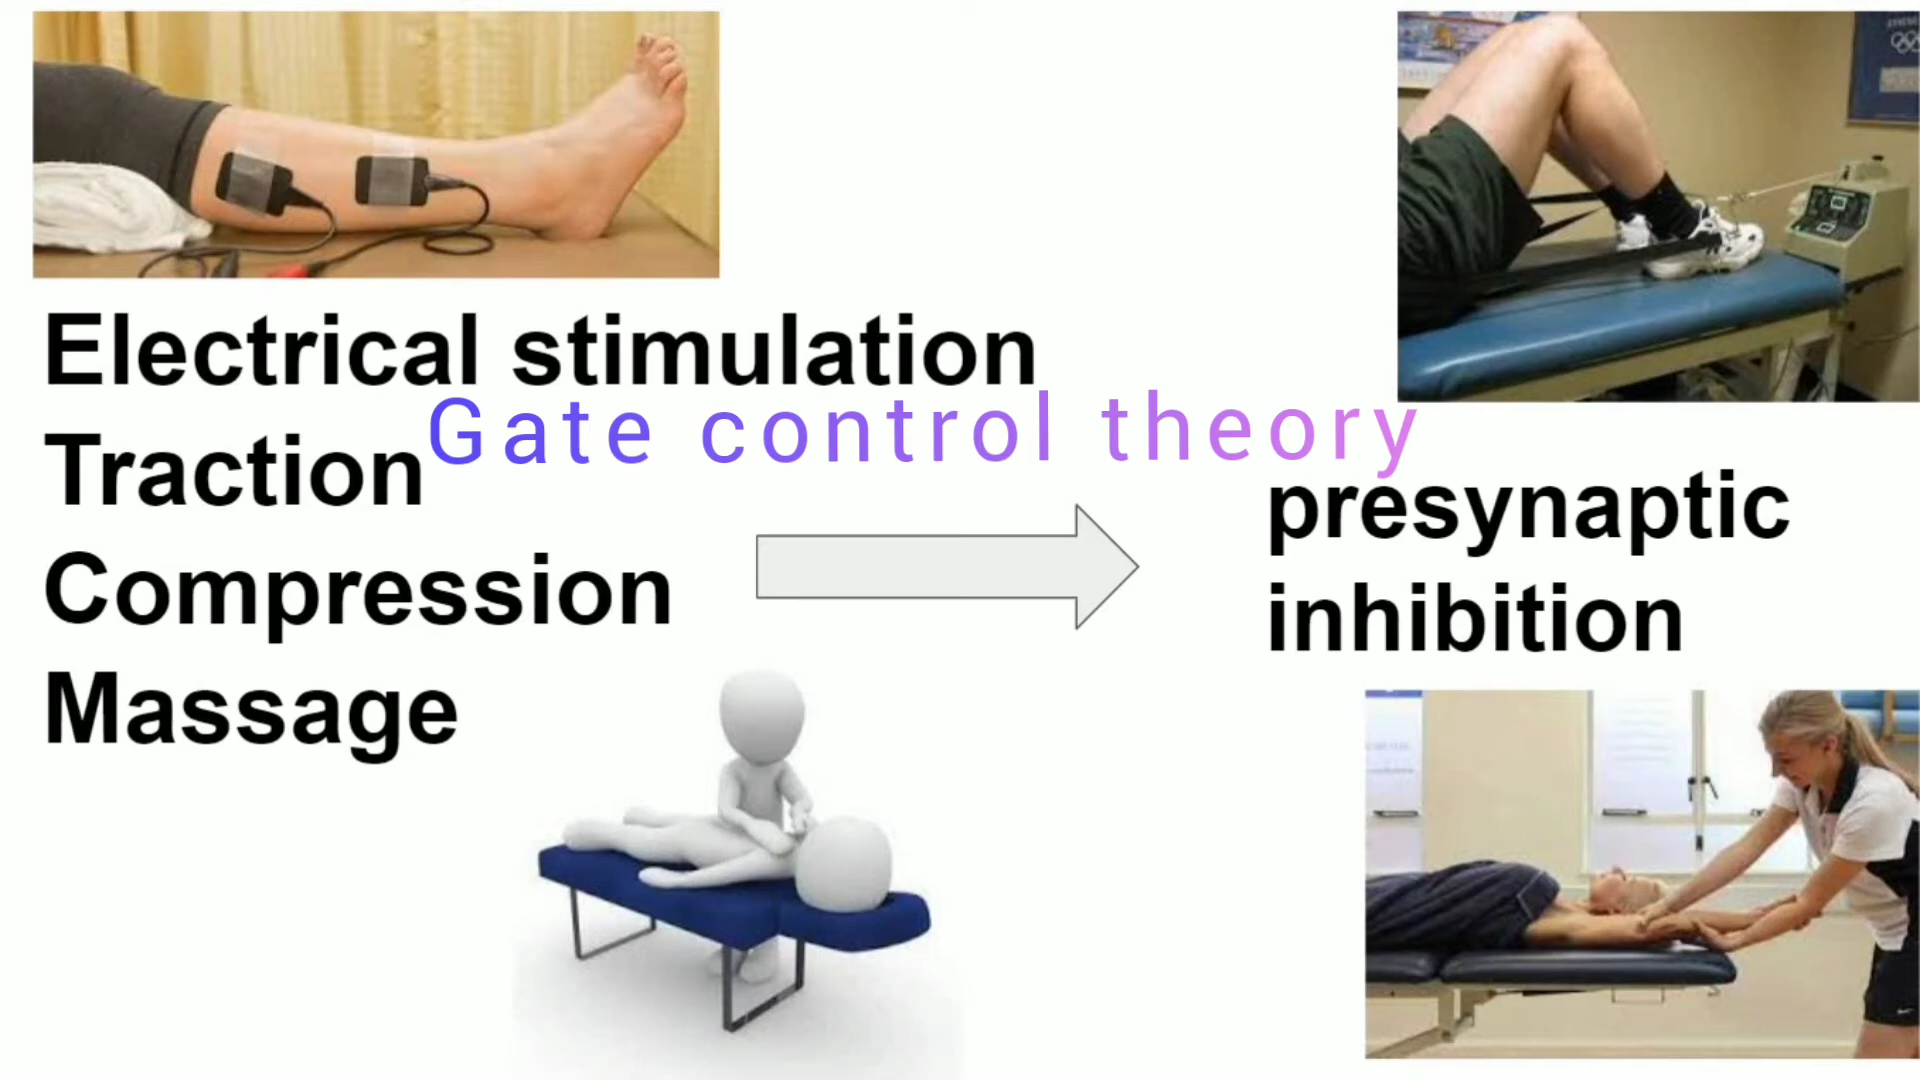 Electrical stimulation
Gate control theory
Traction
Compression
Massage
presynaptic
inhibition